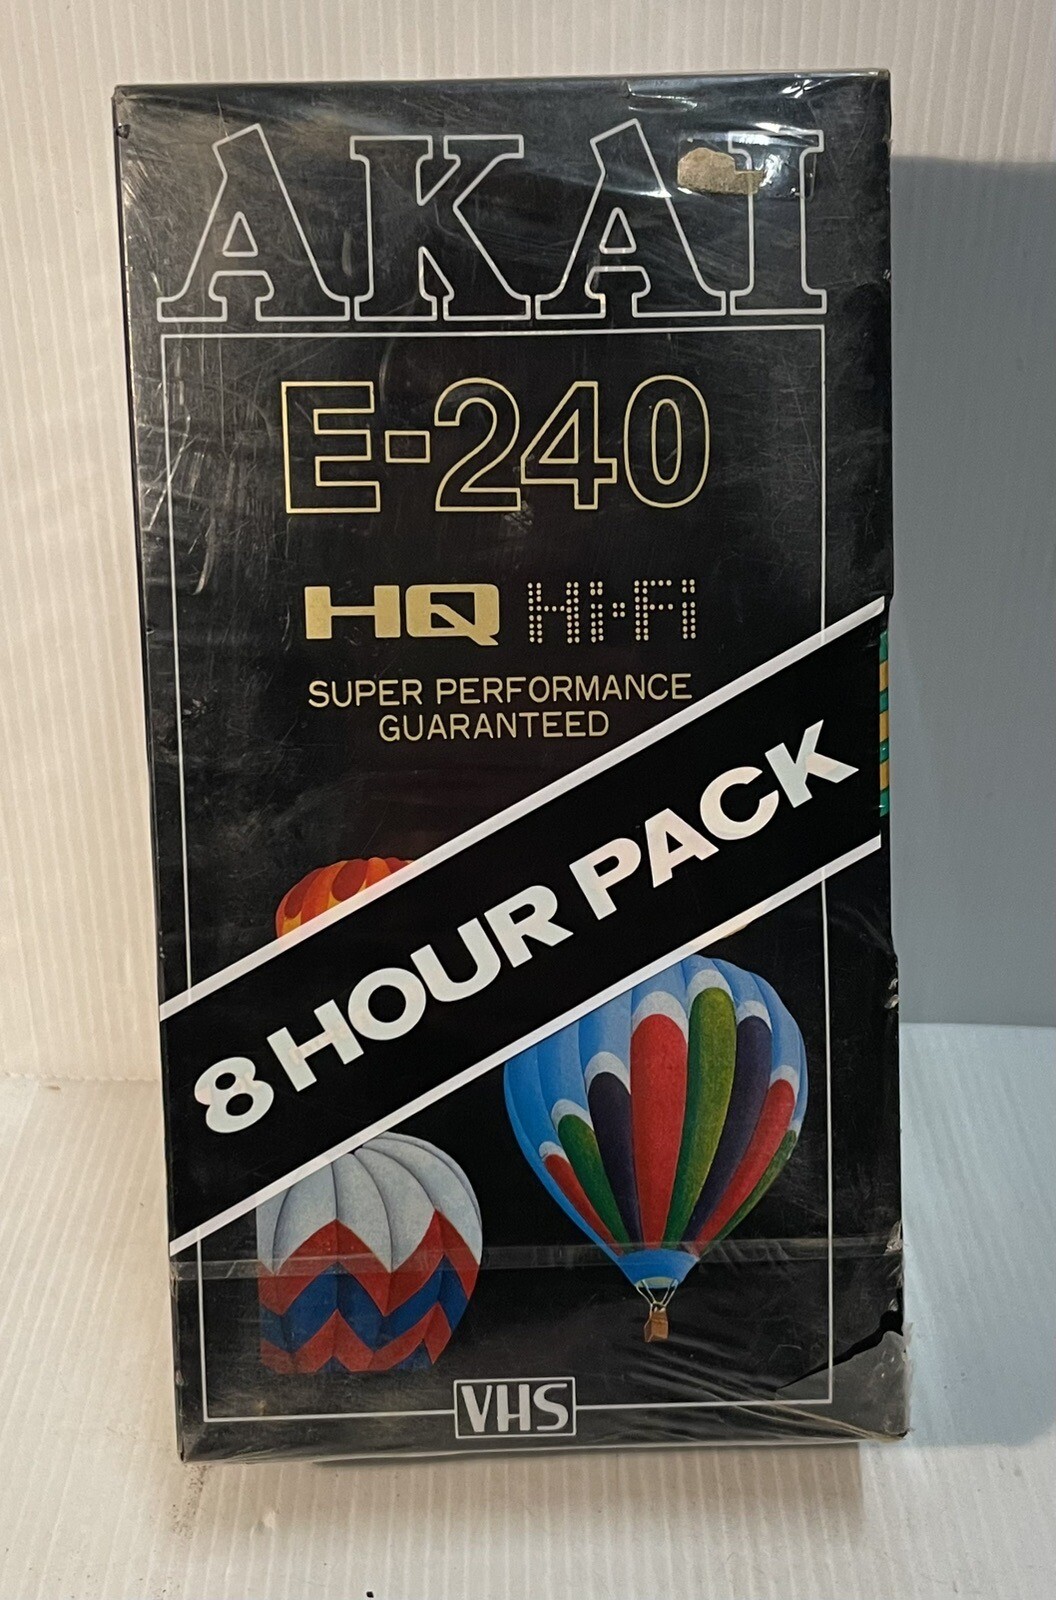 AKAI
E-240
HQ Hi-Fi
SUPER PERFORMANCE
GUARANTEED
8 HOUR PACK
VHS